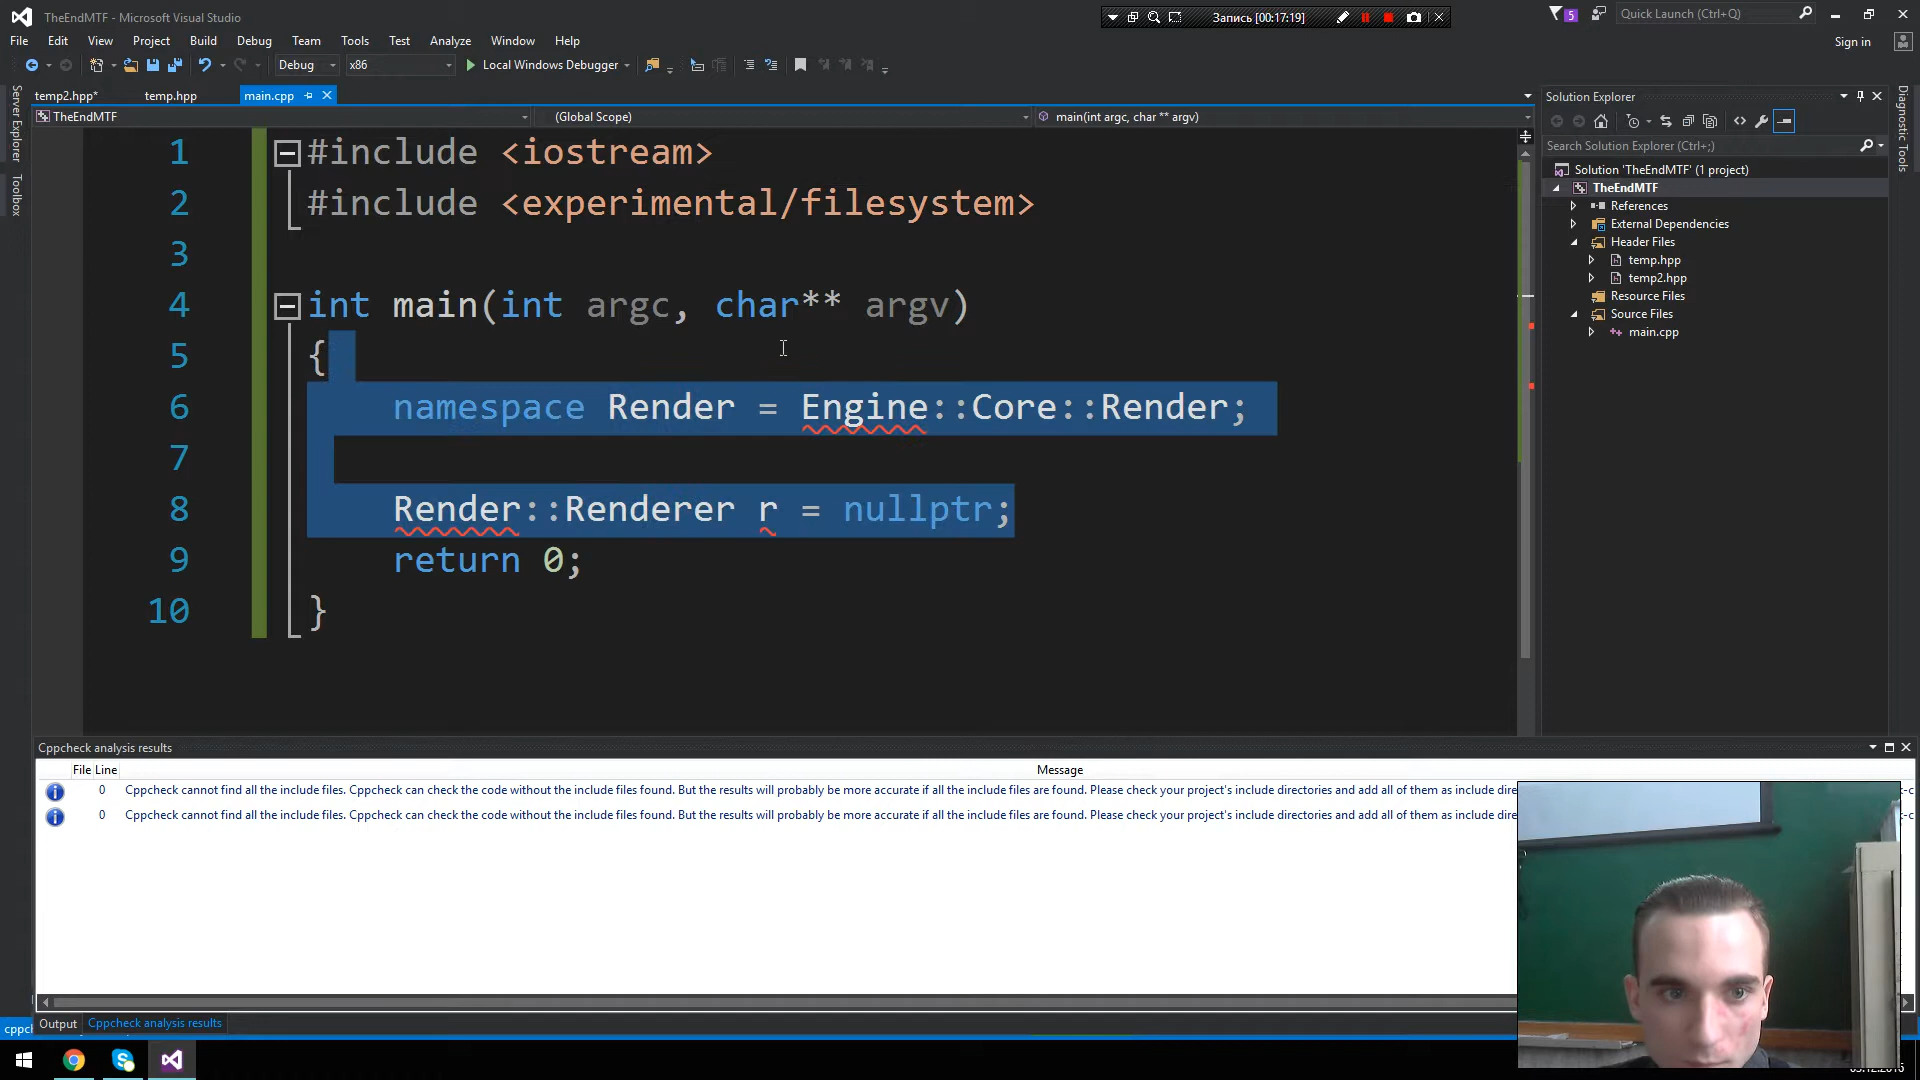 TheEndMTF - Microsoft Visual Studio
Запись [00:17:19]
5
Quick Launch (Ctrl+Q)
File Edit View Project Build Debug Team Tools Test Analyze Window Help
Sign in
Debug x86 Local Windows Debugger
temp2.hpp* temp.hpp main.cpp
TheEndMTF (Global Scope) main(int argc, char ** argv)
Server Explorer
Toolbox
1 #include <iostream>
2 #include <experimental/filesystem>
3
4 int main(int argc, char** argv)
5 {
6 namespace Render = Engine::Core::Render;
7
8 Render::Renderer r = nullptr;
9 return 0;
10 }
Solution Explorer
Search Solution Explorer (Ctrl+;)
Solution 'TheEndMTF' (1 project)
TheEndMTF
References
External Dependencies
Header Files
temp.hpp
temp2.hpp
Resource Files
Source Files
main.cpp
Diagnostic Tools
Cppcheck analysis results
File Line Message
0 Cppcheck cannot find all the include files. Cppcheck can check the code without the include files found. But the results will probably be more accurate if all the include files are found. Please check your project's include directories and add all of them as include dire
0 Cppcheck cannot find all the include files. Cppcheck can check the code without the include files found. But the results will probably be more accurate if all the include files are found. Please check your project's include directories and add all of them as include dire
Output Cppcheck analysis results